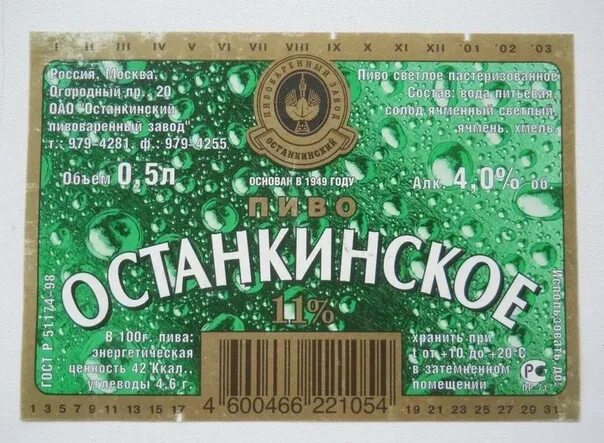 I II III IV V VI VII VIII IX X XI XII '01 '02 '03
Россия, Москва,
Огородный пр., 20
ОАО "Останкинский
пивоваренный завод"
т.: 979-4281, ф.: 979-4255.
Объем 0,5л
ПИВОВАРЕННЫЙ ЗАВОД
ОСТАНКИНСКИЙ
ОСНОВАН В 1949 ГОДУ
Пиво светлое пастеризованное
Состав: вода питьевая,
солод ячменный светлый,
ячмень, хмель.
Алк. 4,0% об.
ПИВО
ОСТАНКИНСКОЕ
11%
ГОСТ Р 51174-98
В 100г. пива:
энергетическая
ценность 42 Ккал,
углеводы 4,6 г.
хранить при
t от +10 до +20°С
в затемненном
помещении
Использовать до
1 3 5 7 9 11 13 15 17
4 600466 221054
19 21 23 25 27 29 31